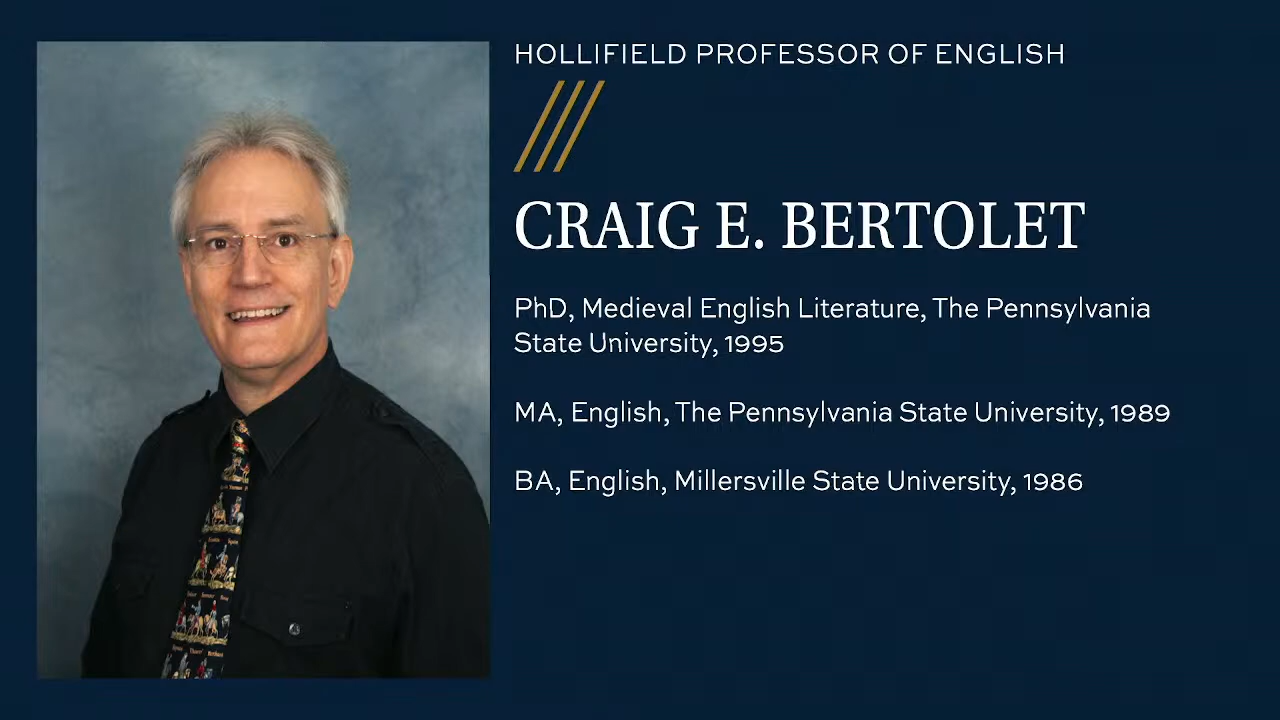 HOLLIFIELD PROFESSOR OF ENGLISH
CRAIG E. BERTOLET
PhD, Medieval English Literature, The Pennsylvania
State University, 1995
MA, English, The Pennsylvania State University, 1989
BA, English, Millersville State University, 1986